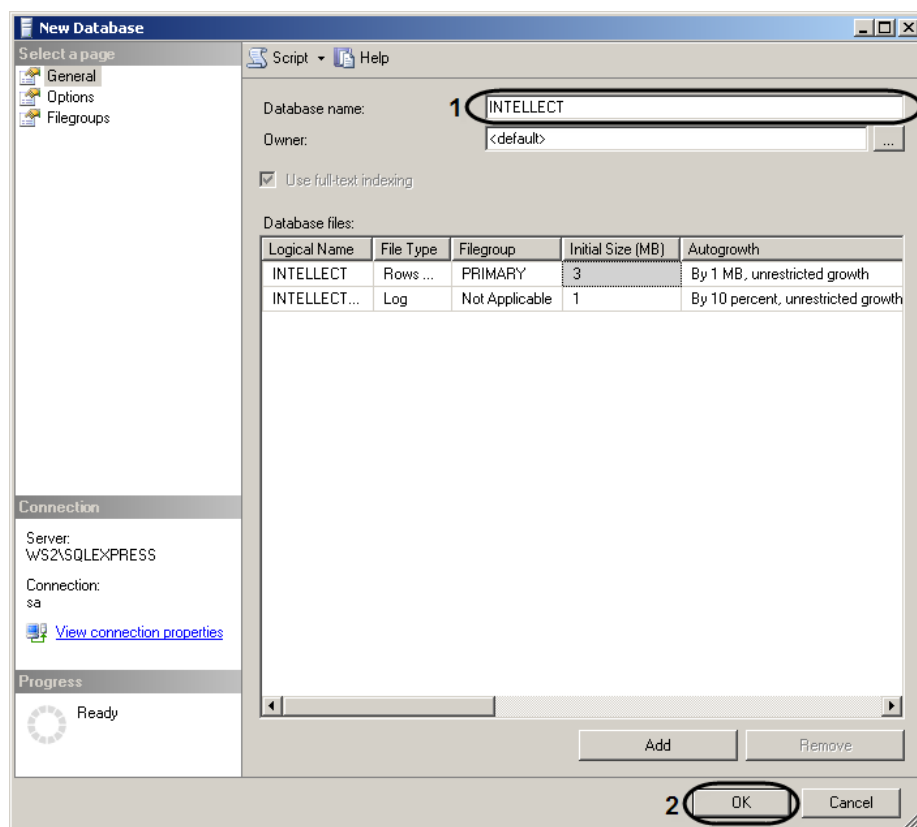 New Database
Select a page
General
Options
Filegroups
Script Help
Database name: 1 INTELLECT
Owner: <default> ...
Use full-text indexing
Database files:
Logical Name File Type Filegroup Initial Size (MB) Autogrowth
INTELLECT Rows ... PRIMARY 3 By 1 MB, unrestricted growth
INTELLECT... Log Not Applicable 1 By 10 percent, unrestricted growth
Connection
Server:
WS2\SQLEXPRESS
Connection:
sa
View connection properties
Progress
Ready
Add Remove
2 OK Cancel